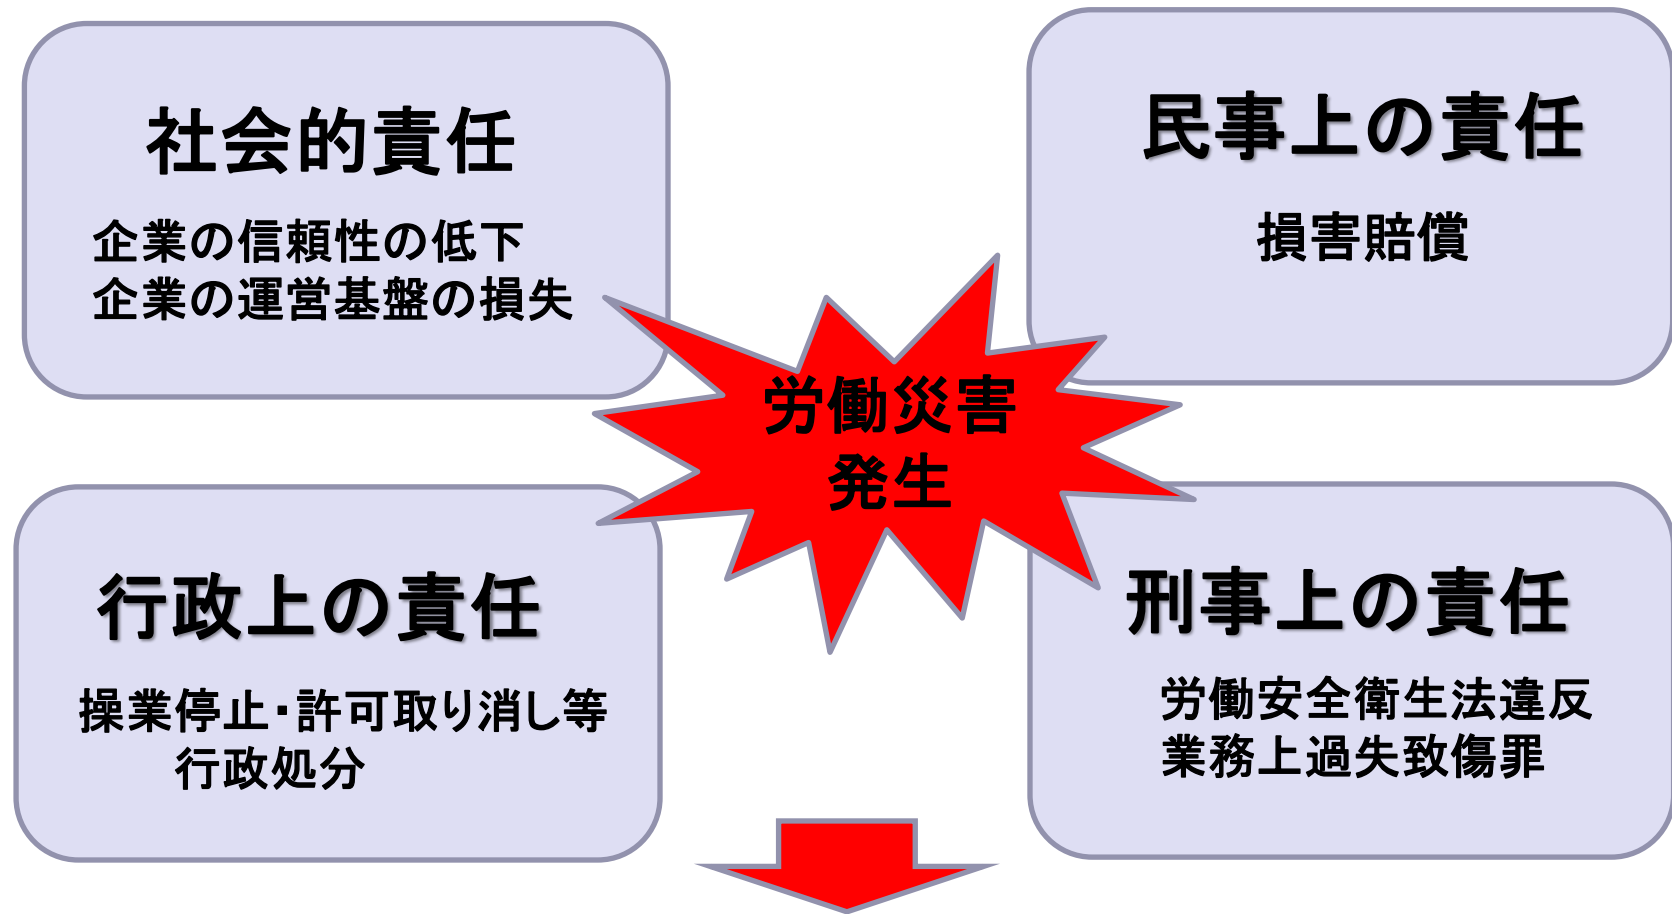 社会的責任
企業の信頼性の低下
企業の運営基盤の損失
民事上の責任
損害賠償
労働災害
発生
行政上の責任
操業停止・許可取り消し等
行政処分
刑事上の責任
労働安全衛生法違反
業務上過失致傷罪